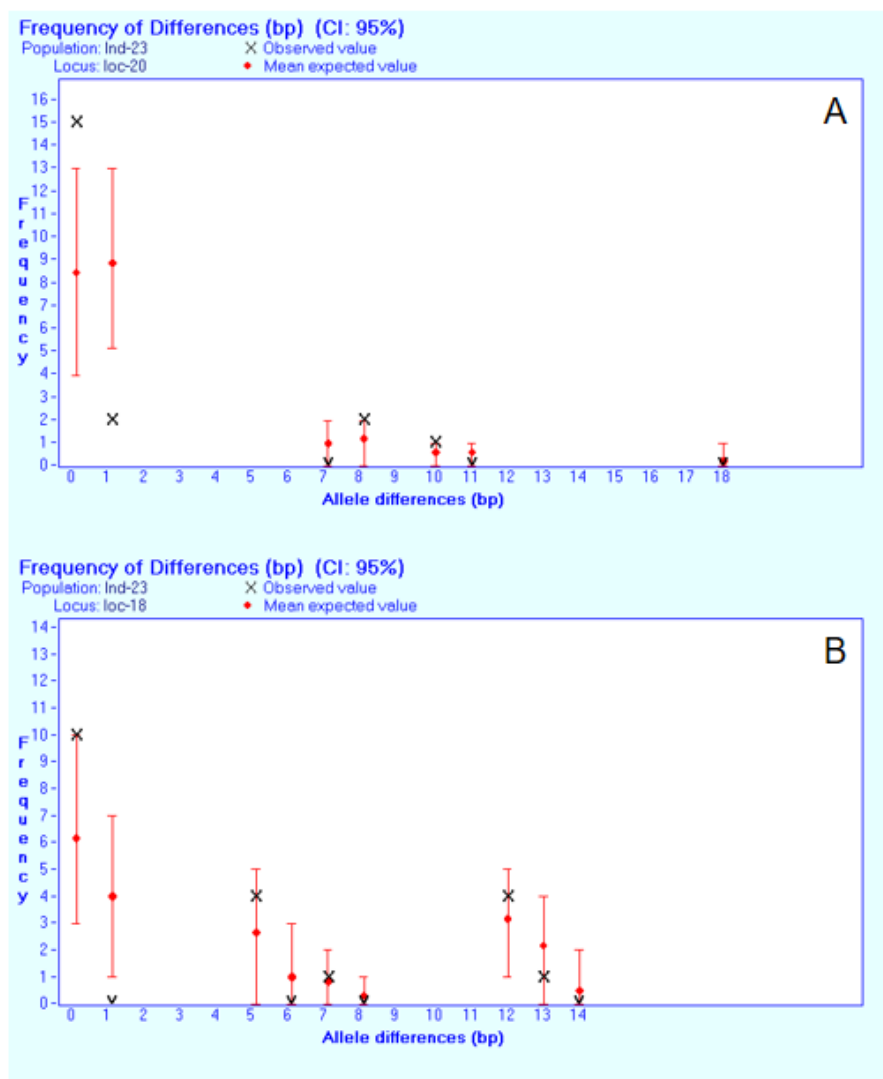 Frequency of Differences (bp) (CI: 95%)
Population: Ind-23 X Observed value
Locus: loc-20 Mean expected value
A
16
15
14
13
12
11
10
9
8
7
6
5
4
3
2
1
0
Frequency
0 1 2 3 4 5 6 7 8 9 10 11 12 13 14 15 16 17 18
Allele differences (bp)
Frequency of Differences (bp) (CI: 95%)
Population: Ind-23 X Observed value
Locus: loc-18 Mean expected value
B
14
13
12
11
10
9
8
7
6
5
4
3
2
1
0
Frequency
0 1 2 3 4 5 6 7 8 9 10 11 12 13 14
Allele differences (bp)